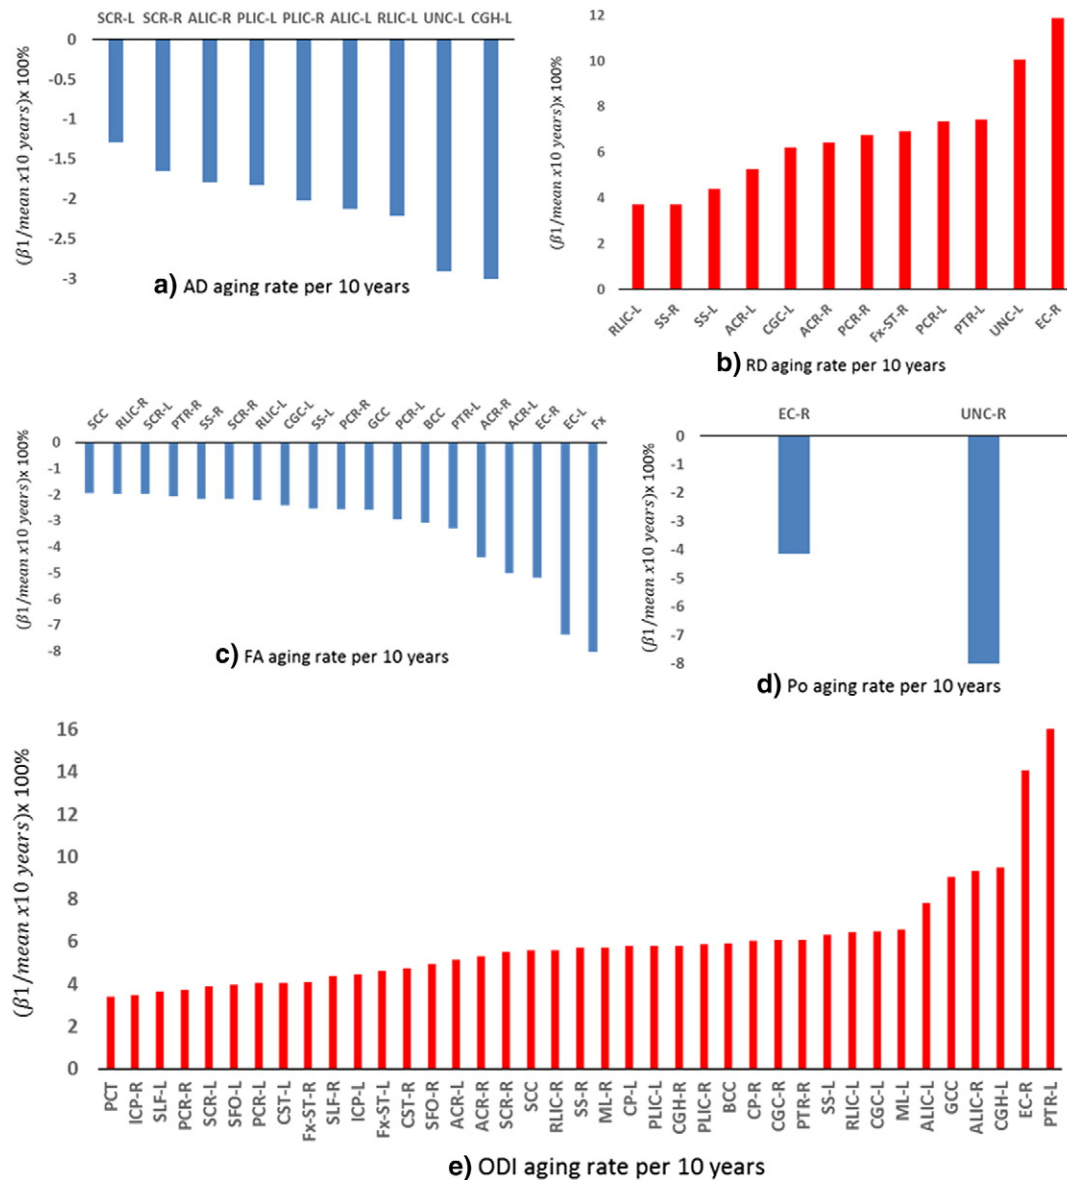 SCR-L SCR-R ALIC-R PLIC-L PLIC-R ALIC-L RLIC-L UNC-L CGH-L
0
-0.5
-1
-1.5
-2
-2.5
-3
(β1/mean x10 years)x 100%
a) AD aging rate per 10 years
12
10
8
6
4
2
0
(β1/mean x10 years)x 100%
RLIC-L SS-R SS-L ACR-L CGC-L ACR-R PCR-R Fx-ST-R PCR-L PTR-L UNC-L EC-R
b) RD aging rate per 10 years
SCC RLIC-R SCR-L PTR-R SS-R SCR-R RLIC-L CGC-L SS-L PCR-R GCC PCR-L BCC PTR-L ACR-R ACR-L EC-R EC-L Fx
0
-1
-2
-3
-4
-5
-6
-7
-8
(β1/mean x10 years)x 100%
c) FA aging rate per 10 years
EC-R UNC-R
0
-1
-2
-3
-4
-5
-6
-7
-8
(β1/mean x10 years)x 100%
d) Po aging rate per 10 years
16
14
12
10
8
6
4
2
0
(β1/mean x10 years)x 100%
PCT ICP-R SLF-L PCR-R SCR-L SFO-L PCR-L CST-L Fx-ST-R SLF-R ICP-L Fx-ST-L CST-R SFO-R ACR-L ACR-R SCR-R SCC RLIC-R SS-R ML-R CP-L PLIC-L CGH-R PLIC-R BCC CP-R CGC-R PTR-R SS-L RLIC-L CGC-L ML-L ALIC-L GCC ALIC-R CGH-L EC-R PTR-L
e) ODI aging rate per 10 years